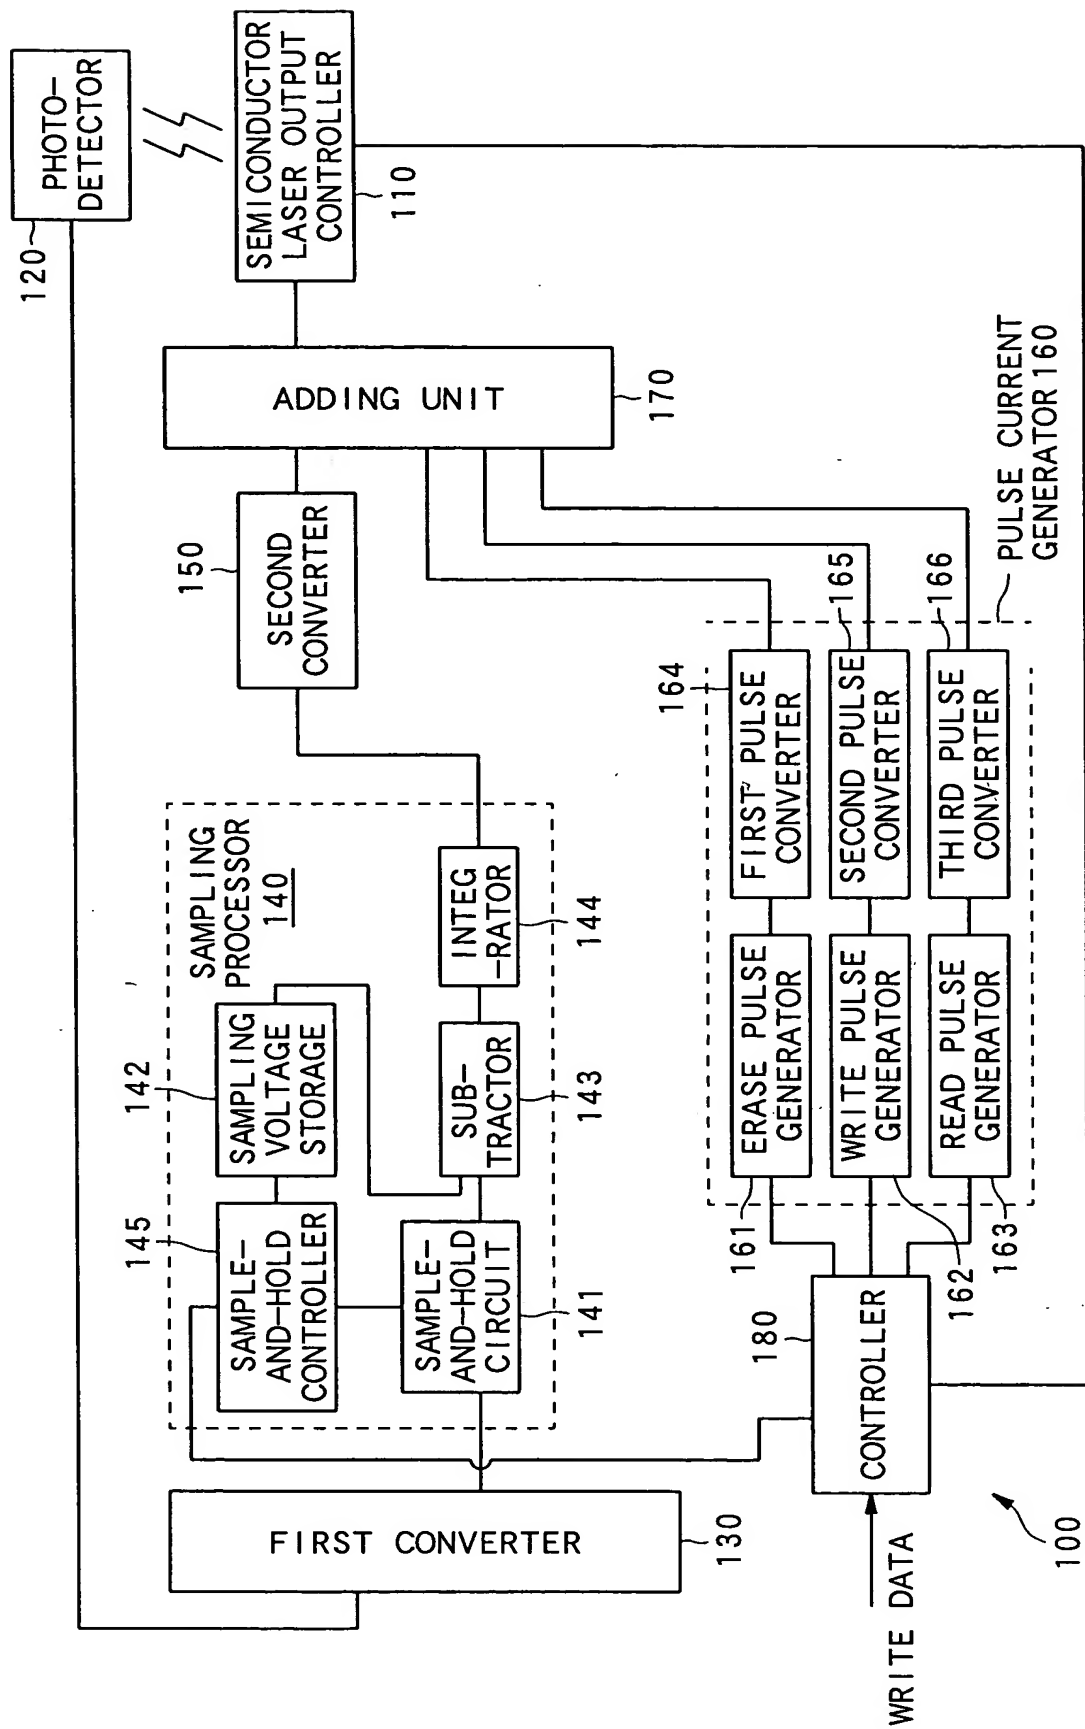 PHOTO-
DETECTOR
120
SEMICONDUCTOR
LASER OUTPUT
CONTROLLER
110
ADDING UNIT
170
150
SECOND
CONVERTER
SAMPLING
PROCESSOR
140
145
SAMPLE-
AND-HOLD
CONTROLLER
142
SAMPLING
VOLTAGE
STORAGE
SAMPLE-
AND-HOLD
CIRCUIT
141
SUB-
TRACTOR
143
INTEG
-RATOR
144
FIRST CONVERTER
130
PULSE CURRENT
GENERATOR 160
161
ERASE PULSE
GENERATOR
164
FIRST PULSE
CONVERTER
162
WRITE PULSE
GENERATOR
165
SECOND PULSE
CONVERTER
163
READ PULSE
GENERATOR
166
THIRD PULSE
CONVERTER
180
CONTROLLER
WRITE DATA
100